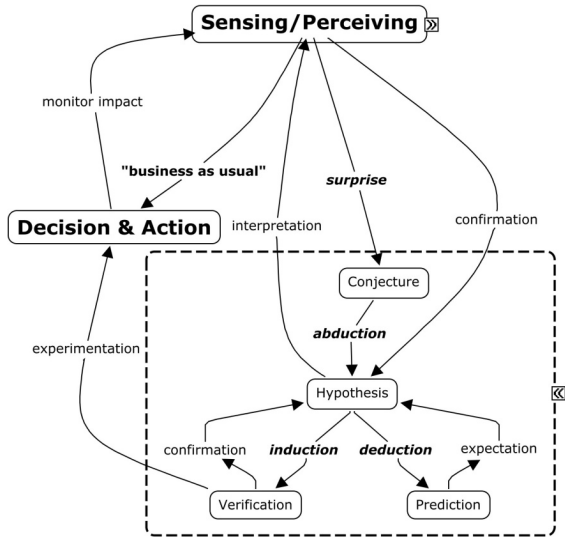 Sensing/Perceiving
monitor impact
"business as usual"
surprise
Decision & Action
interpretation
confirmation
Conjecture
abduction
experimentation
Hypothesis
confirmation
induction
deduction
expectation
Verification
Prediction